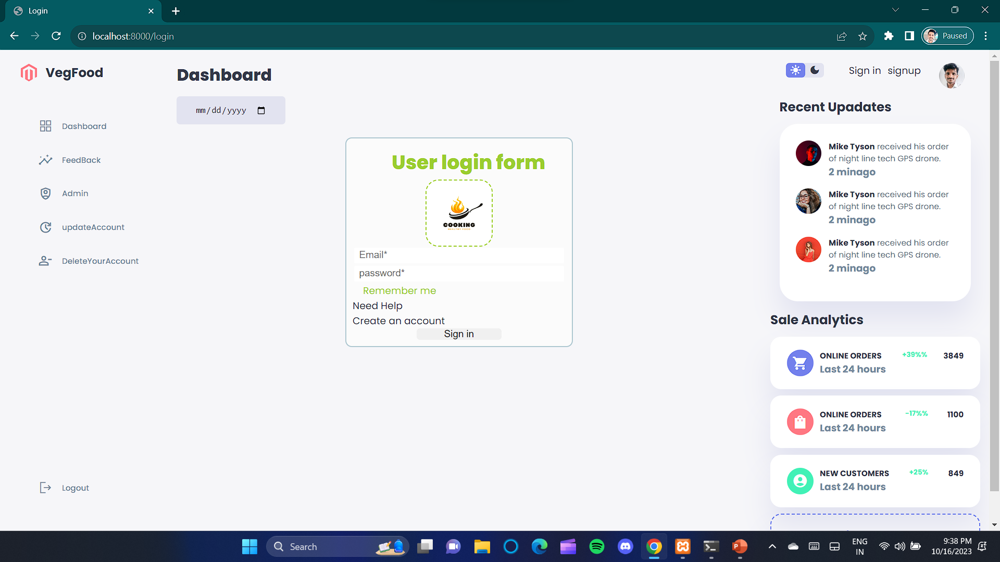 Login
localhost:8000/login
Paused
VegFood
Dashboard
FeedBack
Admin
updateAccount
DeleteYourAccount
Logout
Dashboard
mm/dd/yyyy
User login form
COOKING
HEALTHY FOOD
Email*
password*
Remember me
Need Help
Create an account
Sign in
Sign in signup
Recent Upadates
Mike Tyson received his order
of night line tech GPS drone.
2 minago
Mike Tyson received his order
of night line tech GPS drone.
2 minago
Mike Tyson received his order
of night line tech GPS drone.
2 minago
Sale Analytics
ONLINE ORDERS +39%% 3849
Last 24 hours
ONLINE ORDERS -17%% 1100
Last 24 hours
NEW CUSTOMERS +25% 849
Last 24 hours
Search
ENG
IN
9:38 PM
10/16/2023